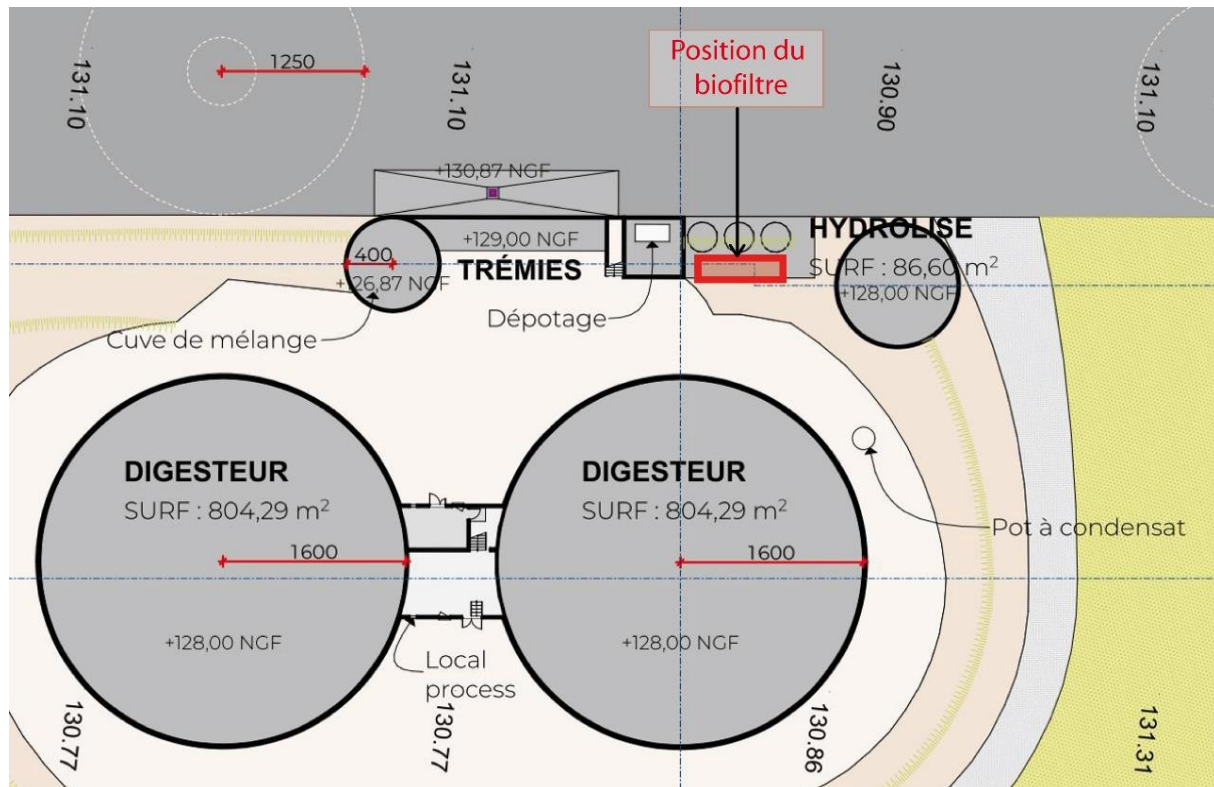 1250
131.10
131.10
Position du
biofiltre
130.90
131.10
+130,87 NGF
+129,00 NGF
HYDROLISE
SURF : 86,60 m²
+128,00 NGF
400
26,87 NGF
TRÉMIES
Dépotage
Cuve de mélange
DIGESTEUR
SURF : 804,29 m²
1600
+128,00 NGF
DIGESTEUR
SURF : 804,29 m²
1600
+128,00 NGF
Pot à condensat
Local
process
130.77
130.77
130.86
131.31